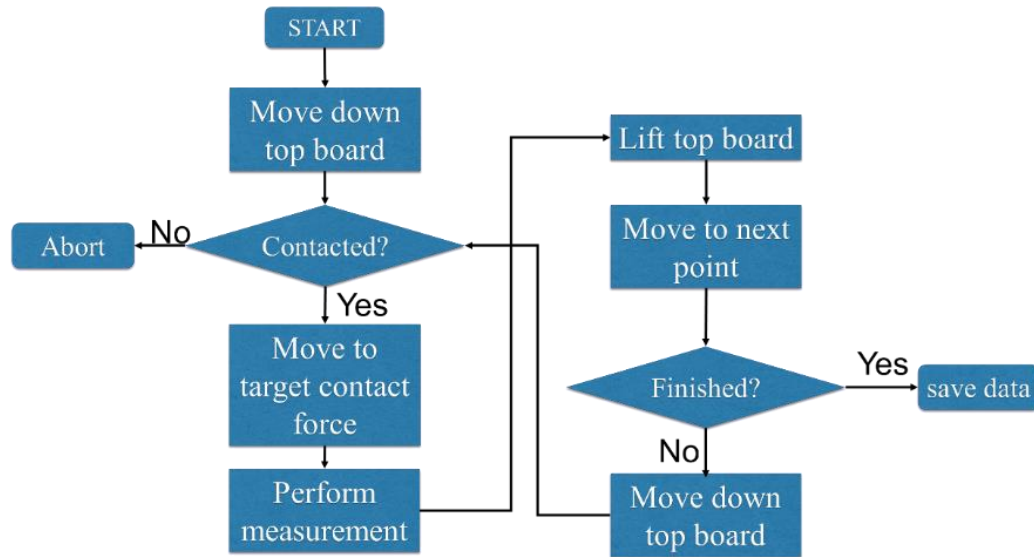 START
Move down
top board
No
Abort
Contacted?
Yes
Move to
target contact
force
Perform
measurement
Lift top board
Move to next
point
Finished?
Yes
save data
No
Move down
top board